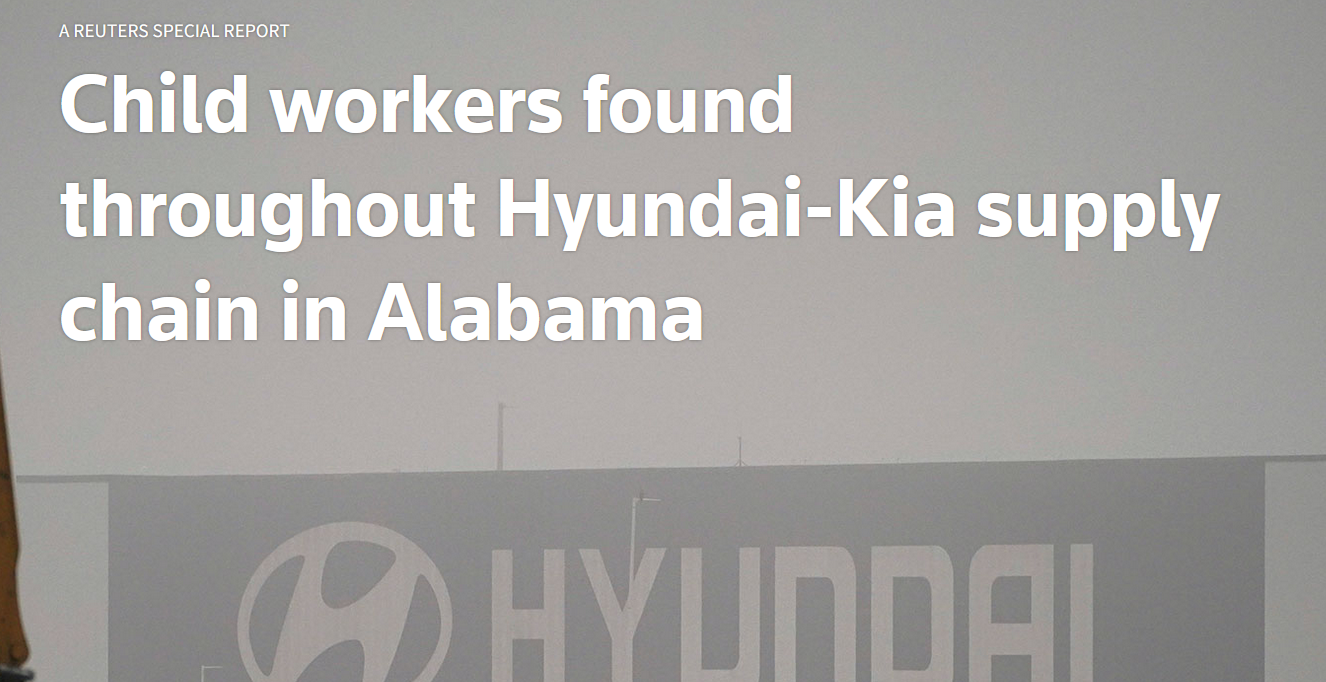 A REUTERS SPECIAL REPORT
Child workers found
throughout Hyundai-Kia supply
chain in Alabama
HYUNDAI